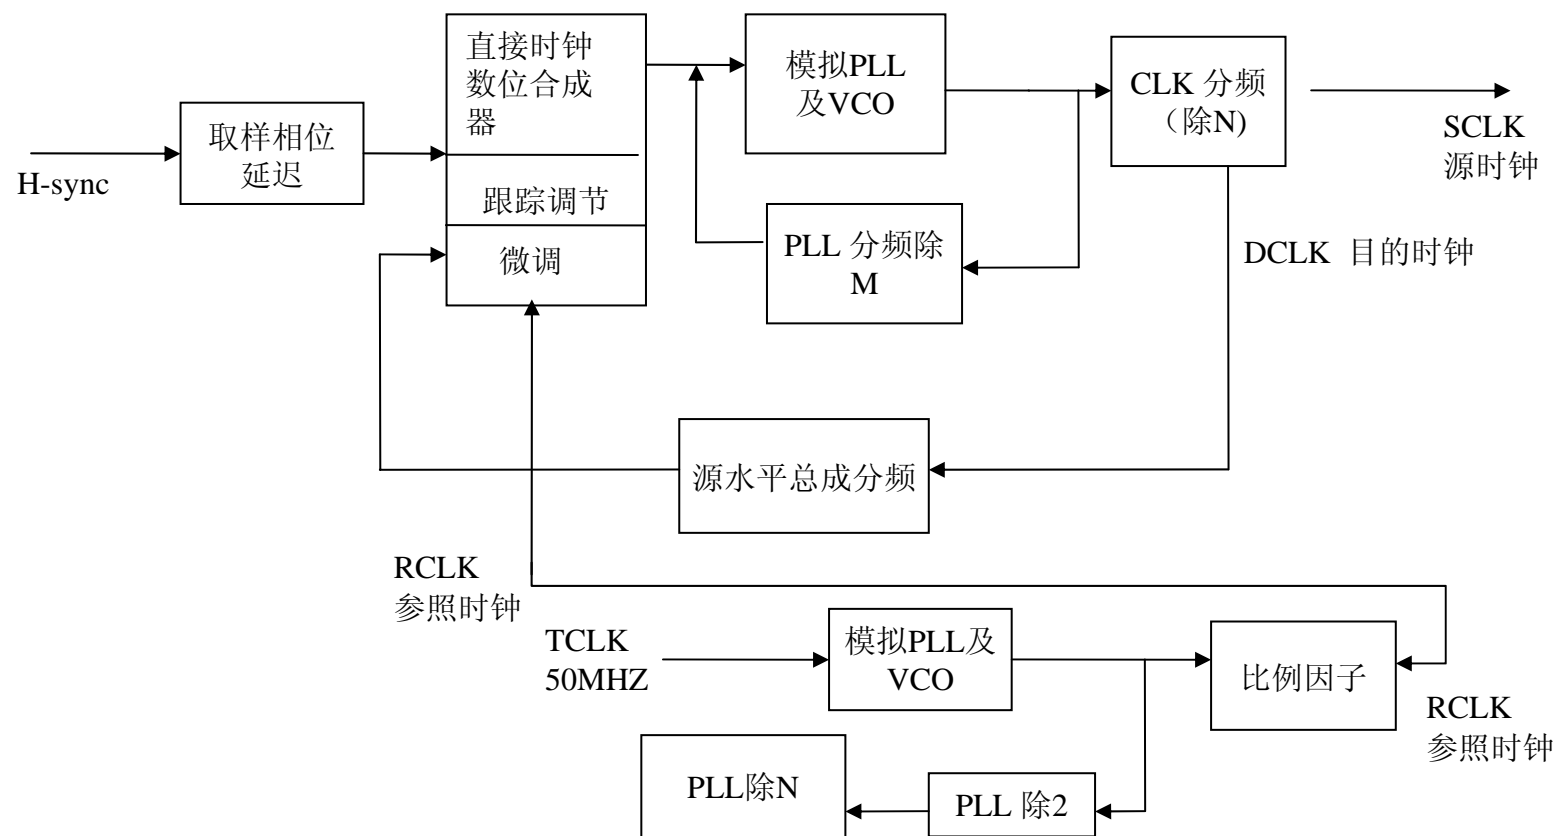 直接时钟
数位合成
器
跟踪调节
微调
模拟PLL
及VCO
CLK 分频
（除N)
取样相位
延迟
H-sync
SCLK
源时钟
PLL 分频除
M
DCLK 目的时钟
源水平总成分频
RCLK
参照时钟
TCLK
50MHZ
模拟PLL及
VCO
比例因子
RCLK
参照时钟
PLL除N
PLL 除2